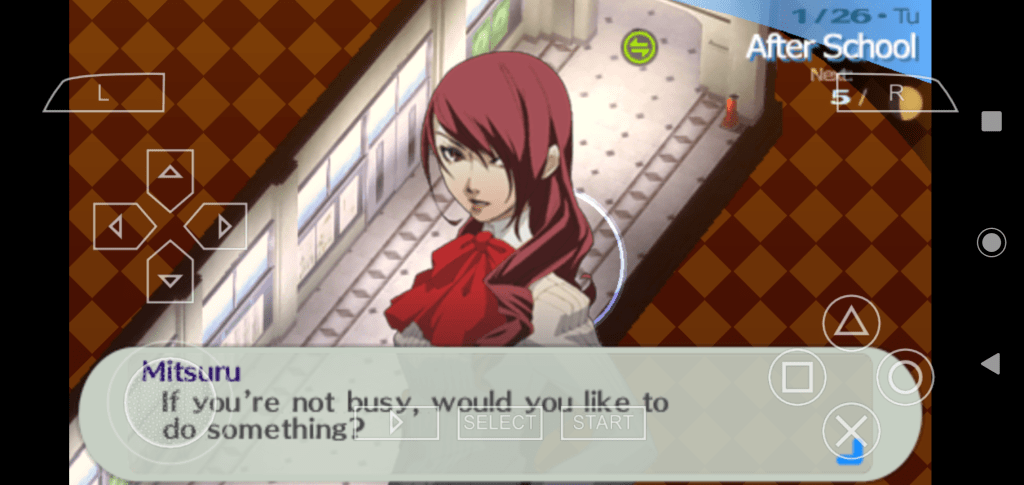 1/26・Tu
After School
Next:
5/
L
R
Mitsuru
If you're not busy, would you like to
do something?
SELECT
START